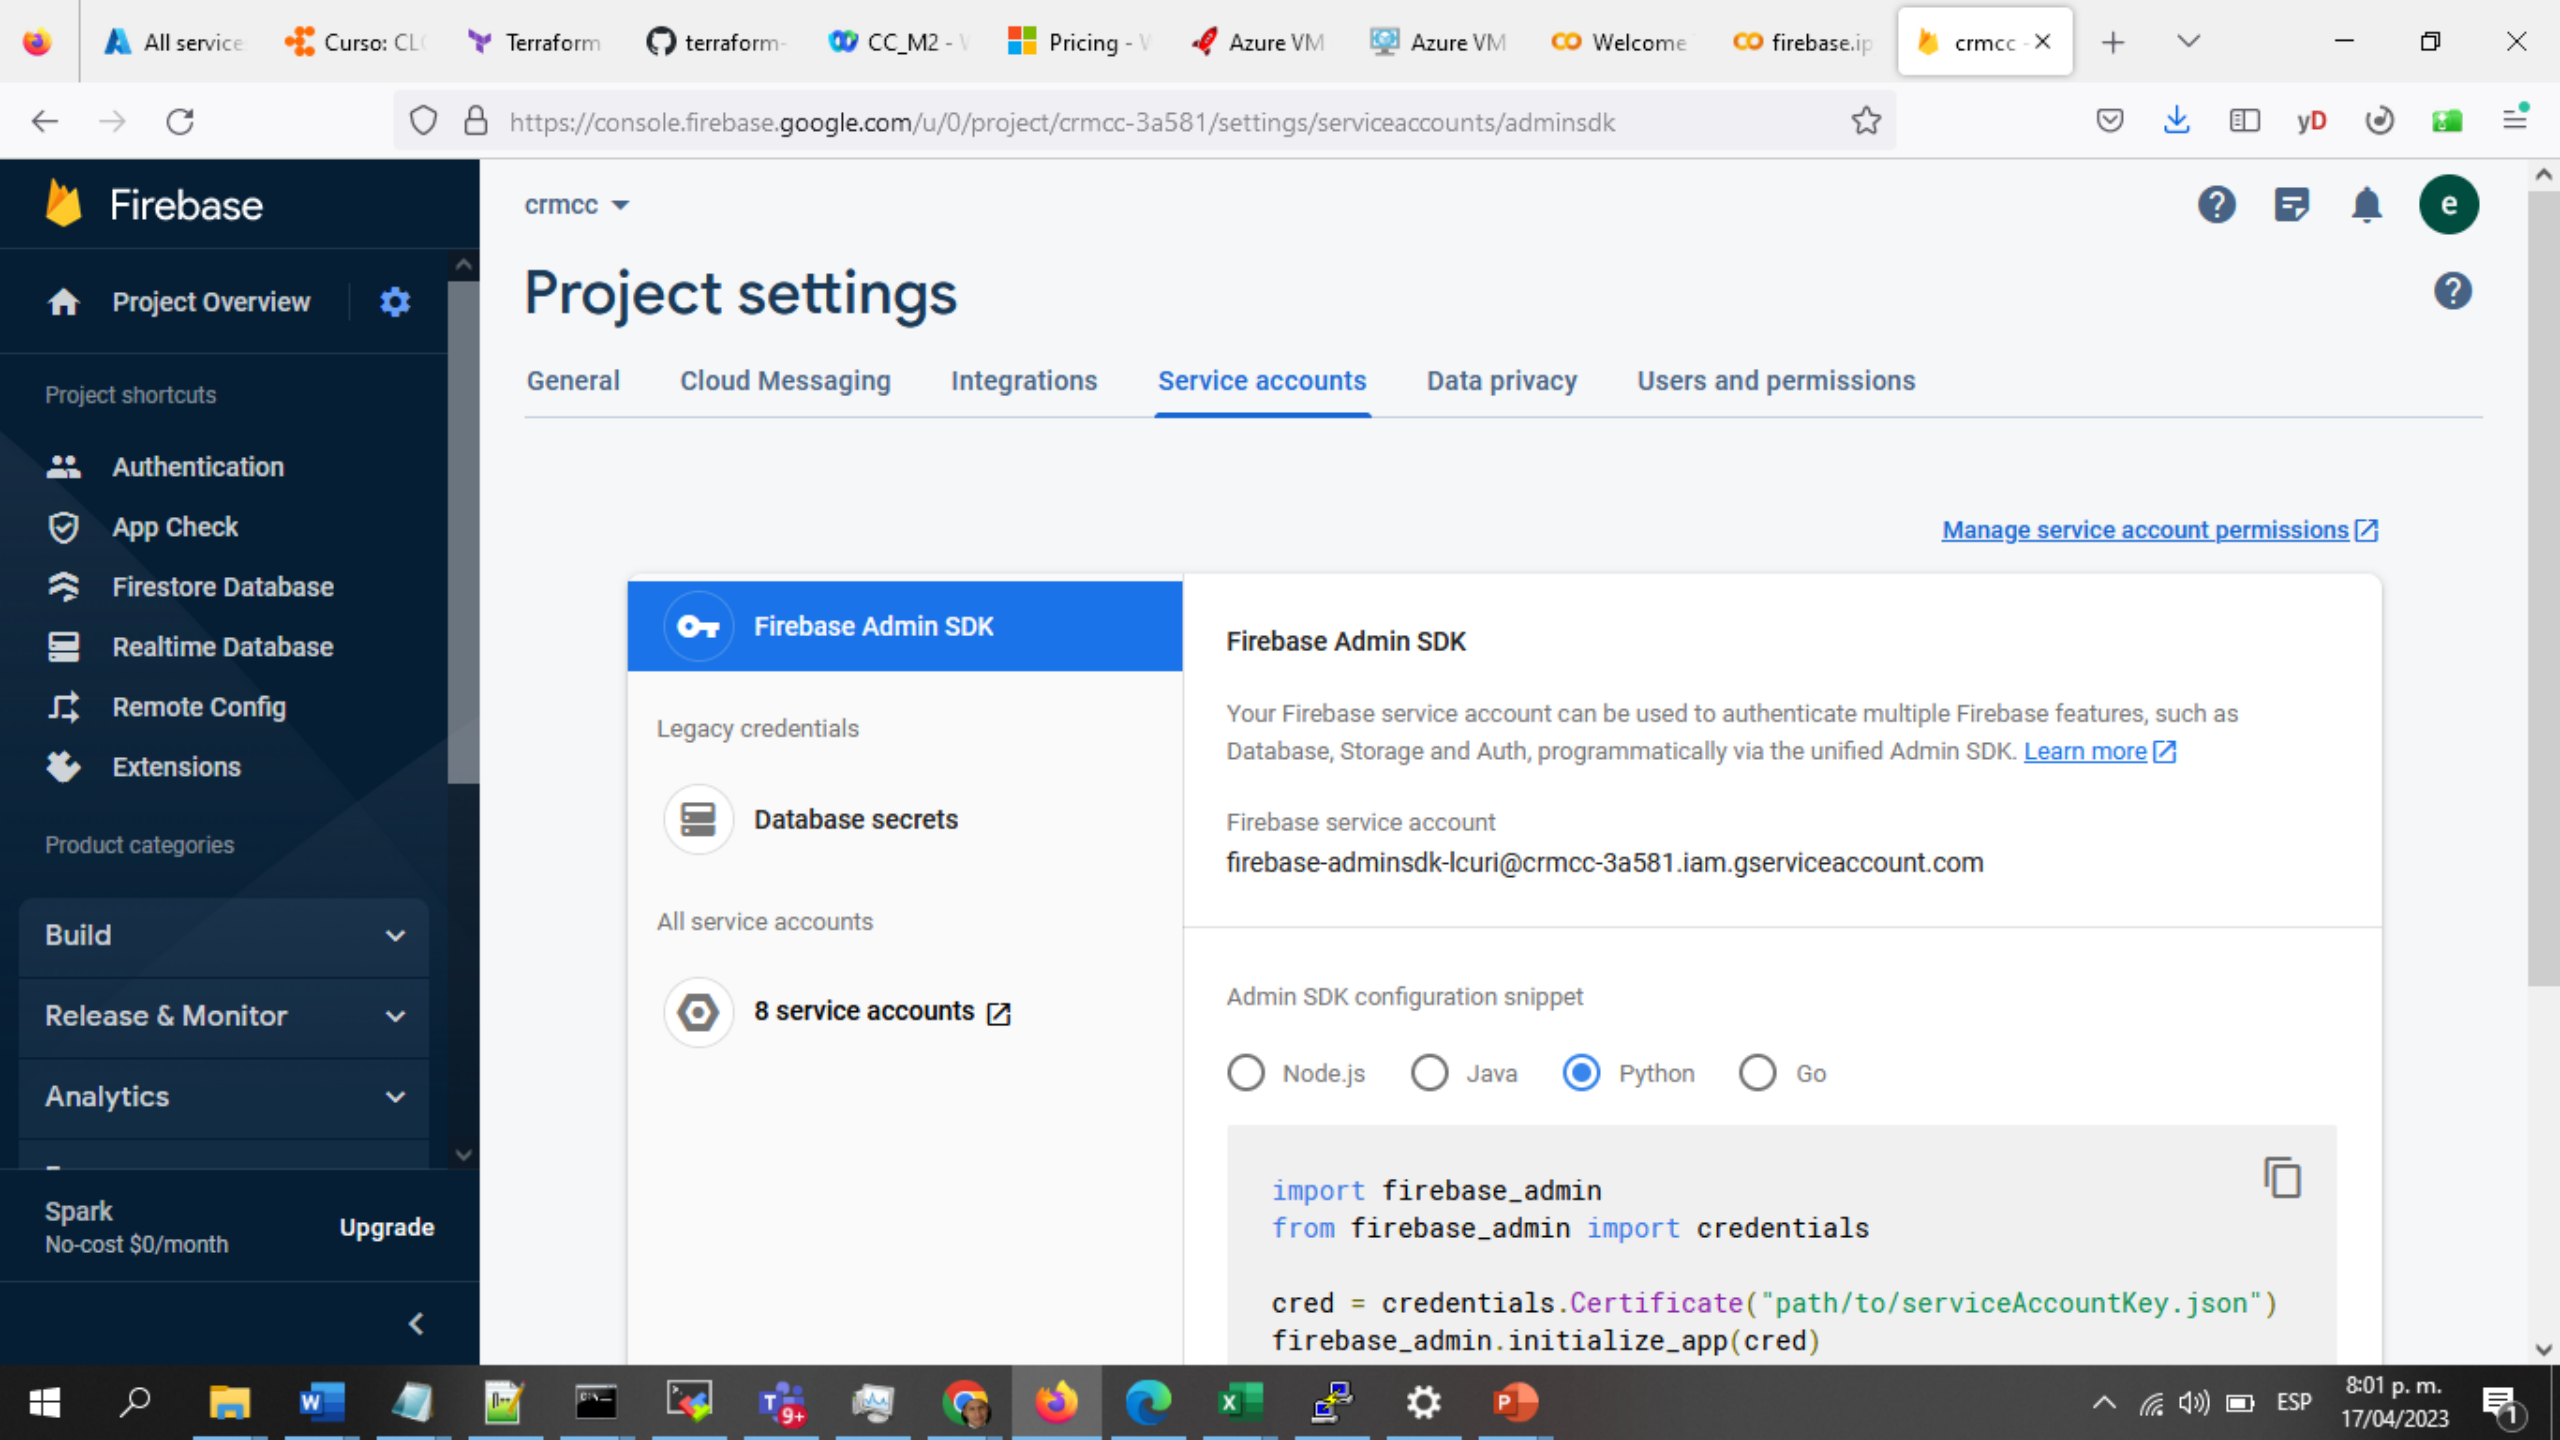 All service
Curso: CL
Terraform
terraform-
CC_M2 -
Pricing -
Azure VM
Azure VM
Welcome
firebase.ip
crmcc -
https://console.firebase.google.com/u/0/project/crmcc-3a581/settings/serviceaccounts/adminsdk
yD
Firebase
Project Overview
Project shortcuts
Authentication
App Check
Firestore Database
Realtime Database
Remote Config
Extensions
Product categories
Build
Release & Monitor
Analytics
Spark
No-cost $0/month
Upgrade
crmcc
e
Project settings
General
Cloud Messaging
Integrations
Service accounts
Data privacy
Users and permissions
Manage service account permissions
Firebase Admin SDK
Legacy credentials
Database secrets
All service accounts
8 service accounts
Firebase Admin SDK
Your Firebase service account can be used to authenticate multiple Firebase features, such as
Database, Storage and Auth, programmatically via the unified Admin SDK. Learn more
Firebase service account
firebase-adminsdk-lcuri@crmcc-3a581.iam.gserviceaccount.com
Admin SDK configuration snippet
Node.js
Java
Python
Go
import firebase_admin
from firebase_admin import credentials
cred = credentials.Certificate("path/to/serviceAccountKey.json")
firebase_admin.initialize_app(cred)
9+
ESP
8:01 p. m.
17/04/2023
1